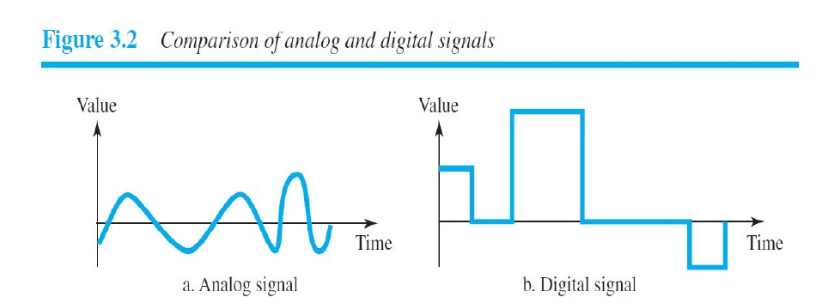 Figure 3.2 Comparison of analog and digital signals
Value
Time
a. Analog signal
Value
Time
b. Digital signal